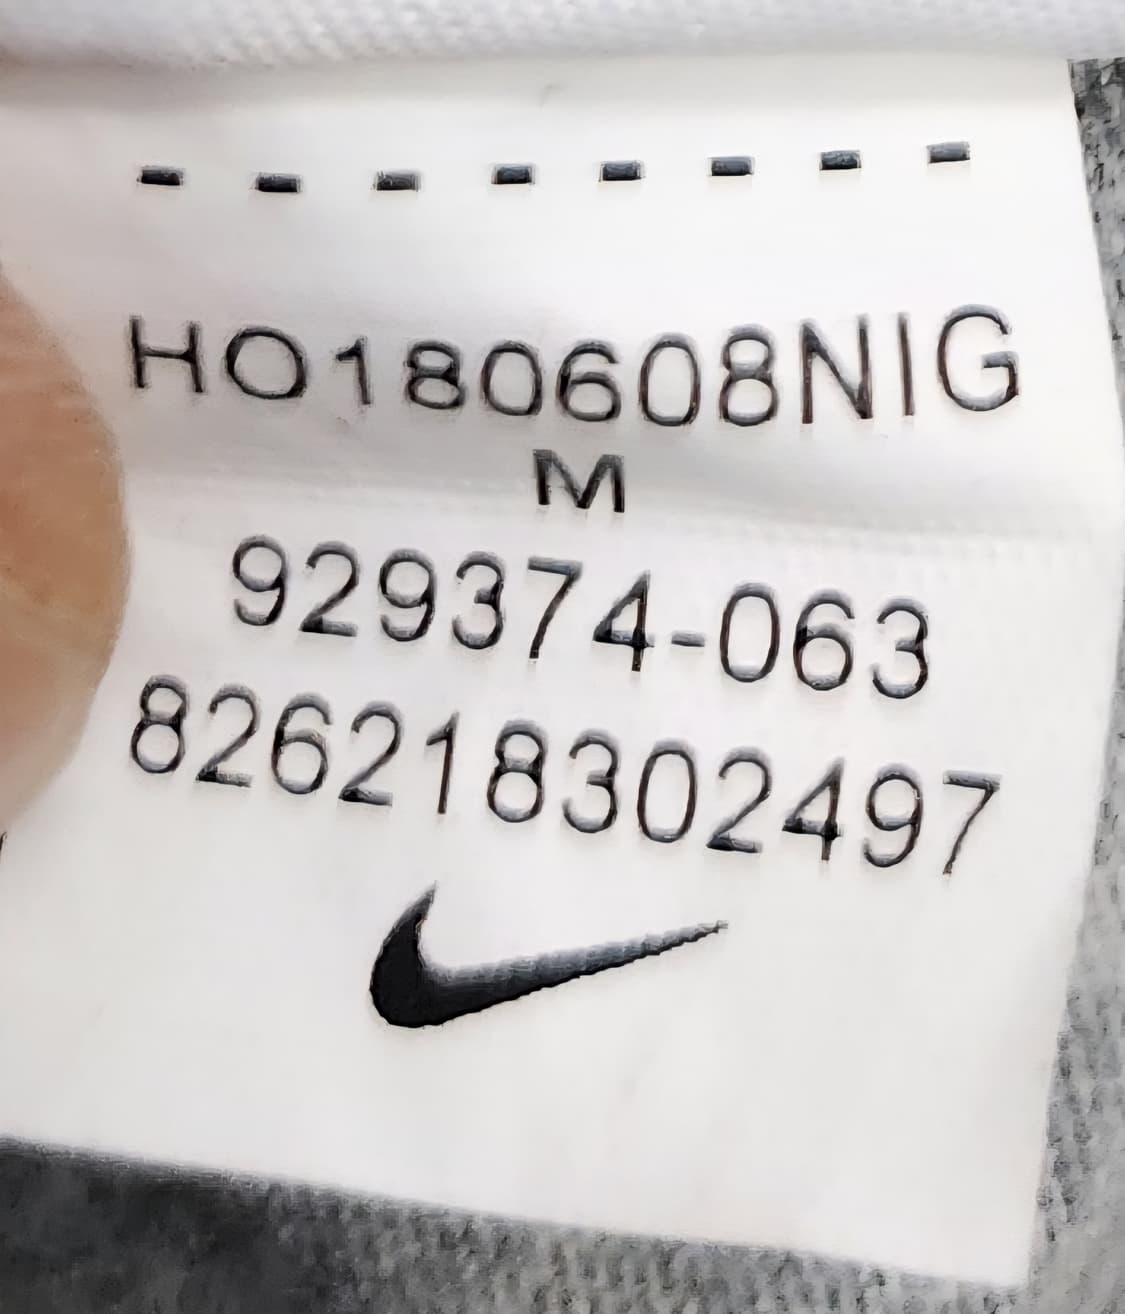 - - - - - - - -
HO180608NIG
M
929374-063
826218302497